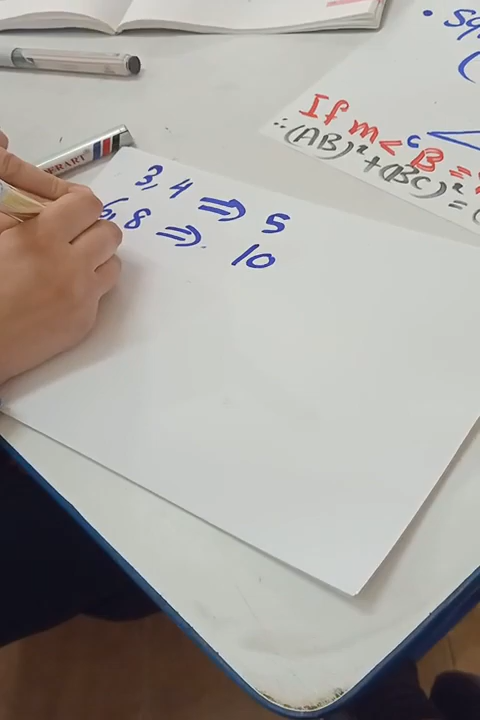 3, 4 ⇒ 5
6, 8 ⇒ 10
If m< B =
∴ (AB)² + (BC)² = (
C
(